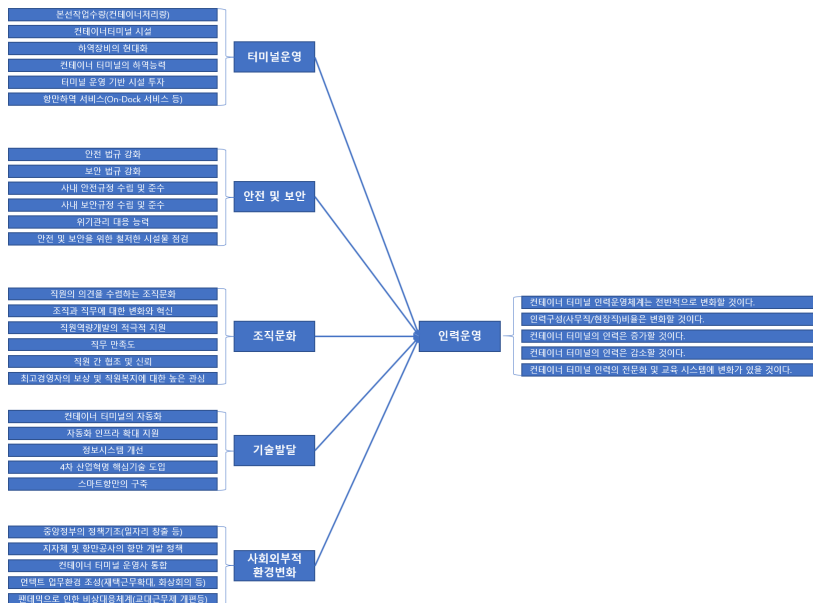 본선작업수량(컨테이너처리량)
컨테이너터미널 시설
하역장비의 현대화
컨테이너 터미널의 하역능력
터미널 운영 기반 시설 투자
항만하역 서비스(On-Dock 서비스 등)
터미널운영
안전 법규 강화
보안 법규 강화
사내 안전규정 수립 및 준수
사내 보안규정 수립 및 준수
위기관리 대응 능력
안전 및 보안을 위한 철저한 시설물 점검
안전 및 보안
직원의 의견을 수렴하는 조직문화
조직과 직무에 대한 변화와 혁신
직원역량개발의 적극적 지원
직무 만족도
직원 간 협조 및 신뢰
최고경영자의 보상 및 직원복지에 대한 높은 관심
조직문화
컨테이너 터미널의 자동화
자동화 인프라 확대 지원
정보시스템 개선
4차 산업혁명 핵심기술 도입
스마트항만의 구축
기술발달
중앙정부의 정책기조(일자리 창출 등)
지자체 및 항만공사의 항만 개발 정책
컨테이너 터미널 운영사 통합
언텍트 업무환경 조성(재택근무확대, 화상회의 등)
팬데믹으로 인한 비상대응체계(교대근무제 개편등)
사회외부적
환경변화
인력운영
컨테이너 터미널 인력운영체계는 전반적으로 변화할 것이다.
인력구성(사무직/현장직)비율은 변화할 것이다.
컨테이너 터미널의 인력은 증가할 것이다.
컨테이너 터미널의 인력은 감소할 것이다.
컨테이너 터미널 인력의 전문화 및 교육 시스템에 변화가 있을 것이다.